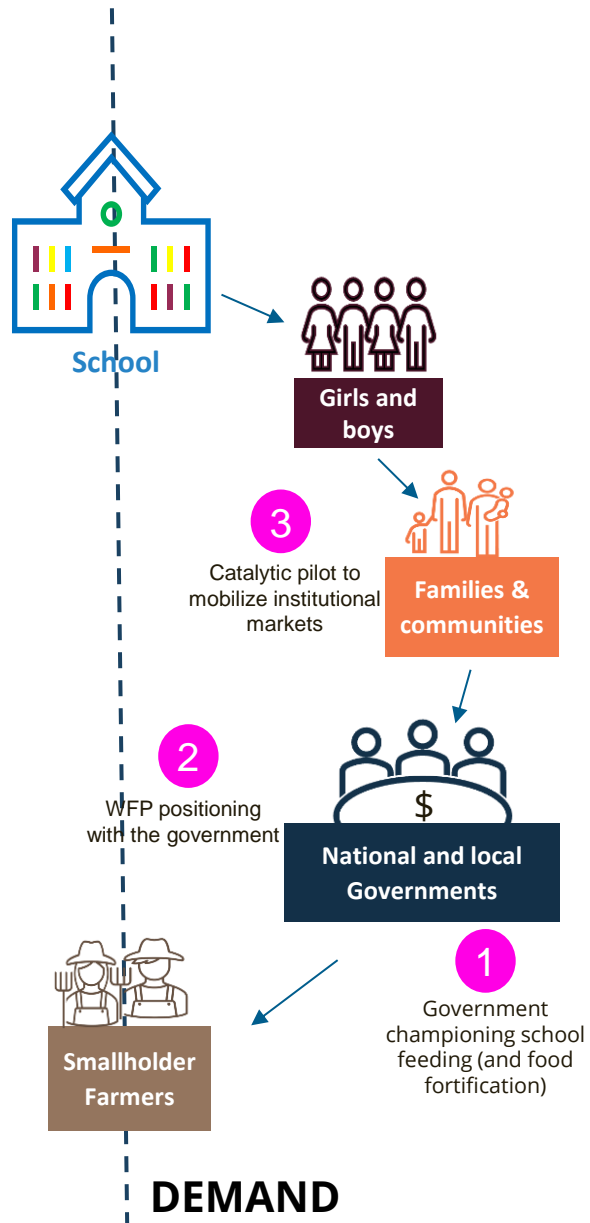 School
Girls and
boys
3
Catalytic pilot to
mobilize institutional
markets
Families &
communities
2
WFP positioning
with the government
$
National and local
Governments
1
Government
championing school
feeding (and food
fortification)
Smallholder
Farmers
DEMAND